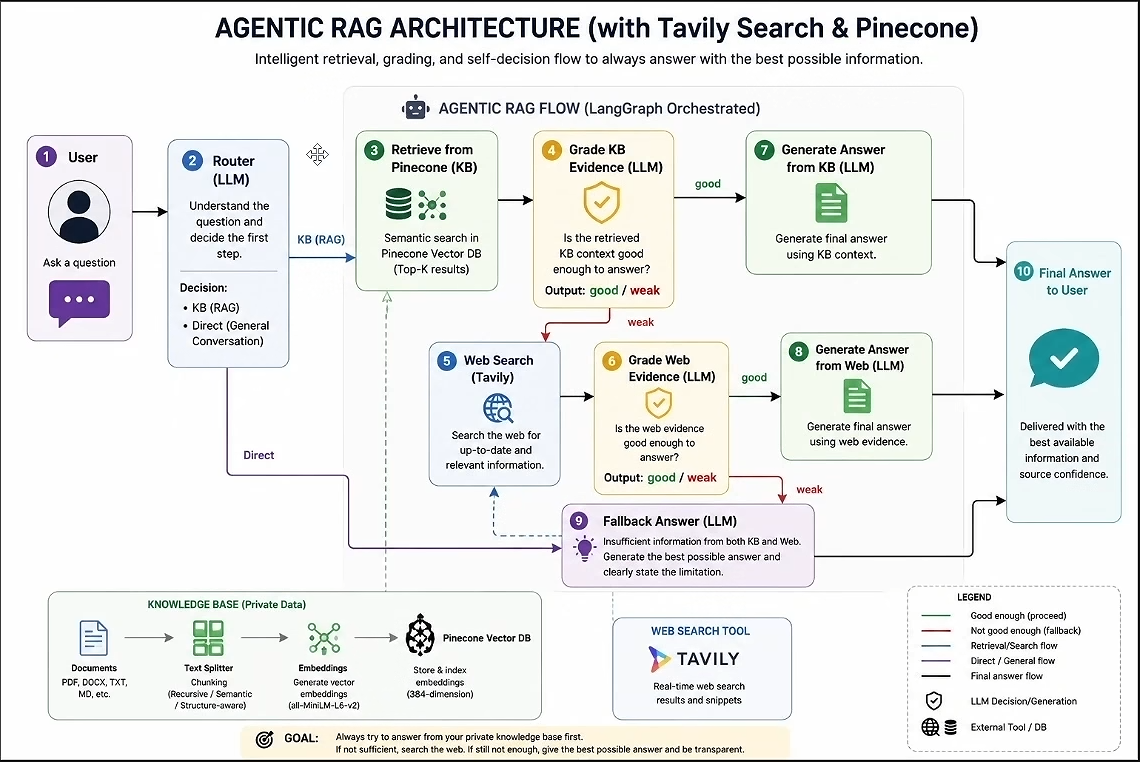 AGENTIC RAG ARCHITECTURE (with Tavily Search & Pinecone)
Intelligent retrieval, grading, and self-decision flow to always answer with the best possible information.
AGENTIC RAG FLOW (LangGraph Orchestrated)
1 User
Ask a question
2 Router
(LLM)
Understand the
question and
decide the first
step.
Decision:
• KB (RAG)
• Direct (General
Conversation)
KB (RAG)
Direct
3 Retrieve from
Pinecone (KB)
Semantic search in
Pinecone Vector DB
(Top-K results)
4 Grade KB
Evidence (LLM)
Is the retrieved
KB context good
enough to answer?
Output: good / weak
good
weak
7 Generate Answer
from KB (LLM)
Generate final answer
using KB context.
5 Web Search
(Tavily)
Search the web for
up-to-date and
relevant information.
6 Grade Web
Evidence (LLM)
Is the web evidence
good enough to
answer?
Output: good / weak
good
weak
8 Generate Answer
from Web (LLM)
Generate final answer
using web evidence.
9 Fallback Answer (LLM)
Insufficient information from both KB and Web.
Generate the best possible answer and
clearly state the limitation.
10 Final Answer
to User
Delivered with the
best available
information and
source confidence.
KNOWLEDGE BASE (Private Data)
Documents
PDF, DOCX, TXT,
MD, etc.
Text Splitter
Chunking
(Recursive / Semantic
/ Structure-aware)
Embeddings
Generate vector
embeddings
(all-MiniLM-L6-v2)
Pinecone Vector DB
Store & index
embeddings
(384-dimension)
WEB SEARCH TOOL
TAVILY
Real-time web search
results and snippets
LEGEND
Good enough (proceed)
Not good enough (fallback)
Retrieval/Search flow
Direct / General flow
Final answer flow
LLM Decision/Generation
External Tool / DB
GOAL: Always try to answer from your private knowledge base first.
If not sufficient, search the web. If still not enough, give the best possible answer and be transparent.